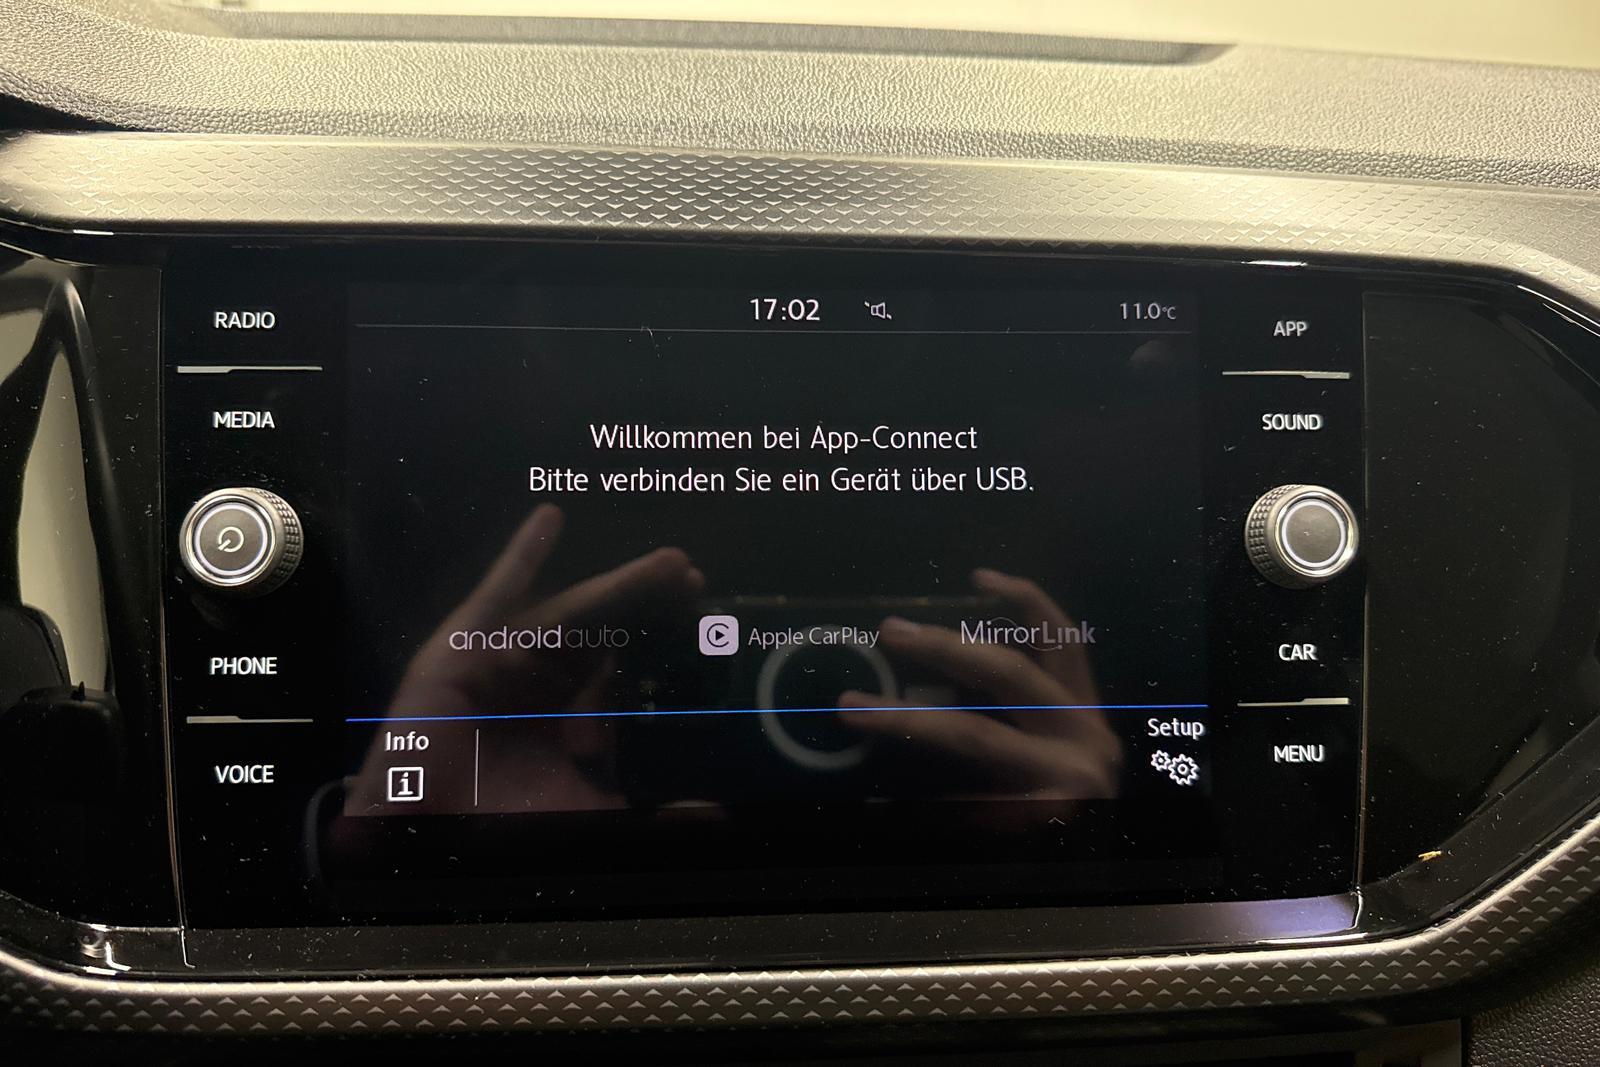 17:02
11.0°C
RADIO
MEDIA
PHONE
VOICE
Willkommen bei App-Connect
Bitte verbinden Sie ein Gerät über USB.
androidauto
Apple CarPlay
MirrorLink
Info
i
Setup
APP
SOUND
CAR
MENU